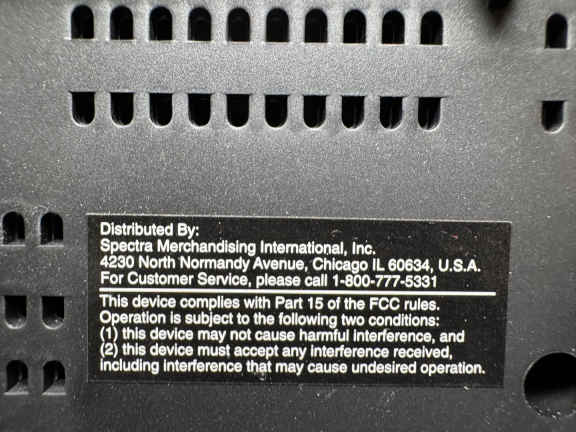 Distributed By:
Spectra Merchandising International, Inc.
4230 North Normandy Avenue, Chicago IL 60634, U.S.A.
For Customer Service, please call 1-800-777-5331
This device complies with Part 15 of the FCC rules.
Operation is subject to the following two conditions:
(1) this device may not cause harmful interference, and
(2) this device must accept any interference received,
including interference that may cause undesired operation.